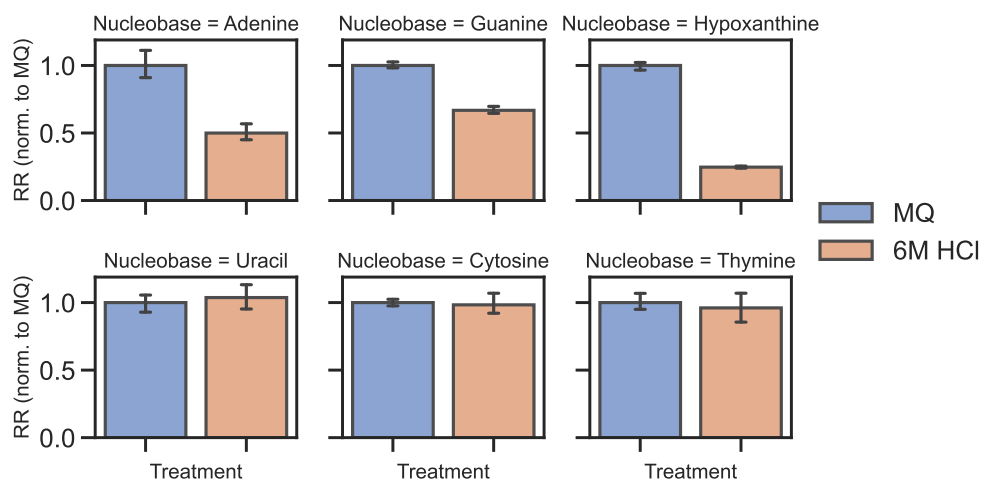 Nucleobase = Adenine Nucleobase = Guanine Nucleobase = Hypoxanthine
RR (norm. to MQ)
1.0
0.5
0.0
MQ
6M HCl
Nucleobase = Uracil Nucleobase = Cytosine Nucleobase = Thymine
RR (norm. to MQ)
1.0
0.5
0.0
Treatment Treatment Treatment